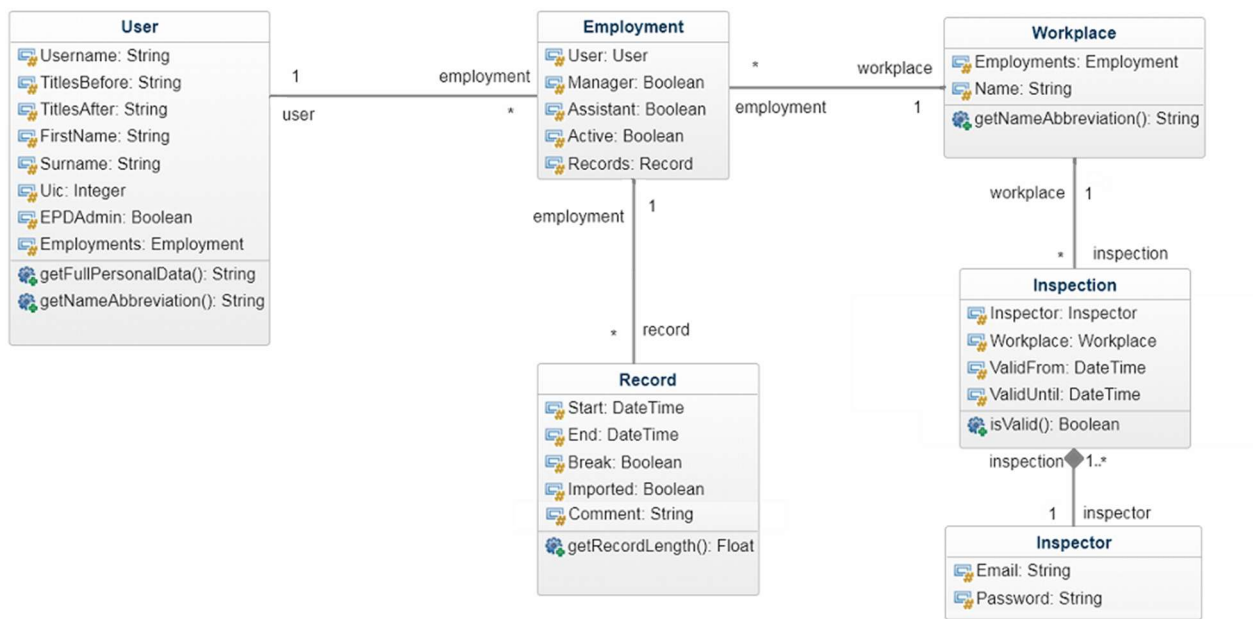 User
Username: String
TitlesBefore: String
TitlesAfter: String
FirstName: String
Surname: String
Uic: Integer
EPDAdmin: Boolean
Employments: Employment
getFullPersonalData(): String
getNameAbbreviation(): String
1
user
employment
*
Employment
User: User
Manager: Boolean
Assistant: Boolean
Active: Boolean
Records: Record
*
employment
workplace
1
Workplace
Employments: Employment
Name: String
getNameAbbreviation(): String
employment
1
*
record
Record
Start: DateTime
End: DateTime
Break: Boolean
Imported: Boolean
Comment: String
getRecordLength(): Float
workplace
1
*
inspection
Inspection
Inspector: Inspector
Workplace: Workplace
ValidFrom: DateTime
ValidUntil: DateTime
isValid(): Boolean
inspection
1..*
1
inspector
Inspector
Email: String
Password: String